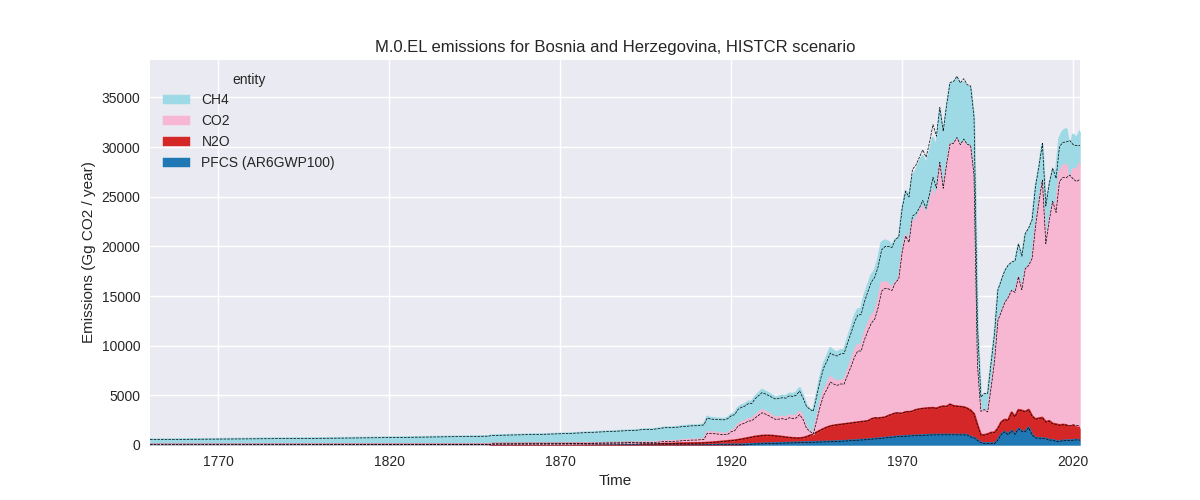 M.0.EL emissions for Bosnia and Herzegovina, HISTCR scenario
entity
CH4
CO2
N2O
PFCS (AR6GWP100)
Emissions (Gg CO2 / year)
35000
30000
25000
20000
15000
10000
5000
0
1770 1820 1870 1920 1970 2020
Time